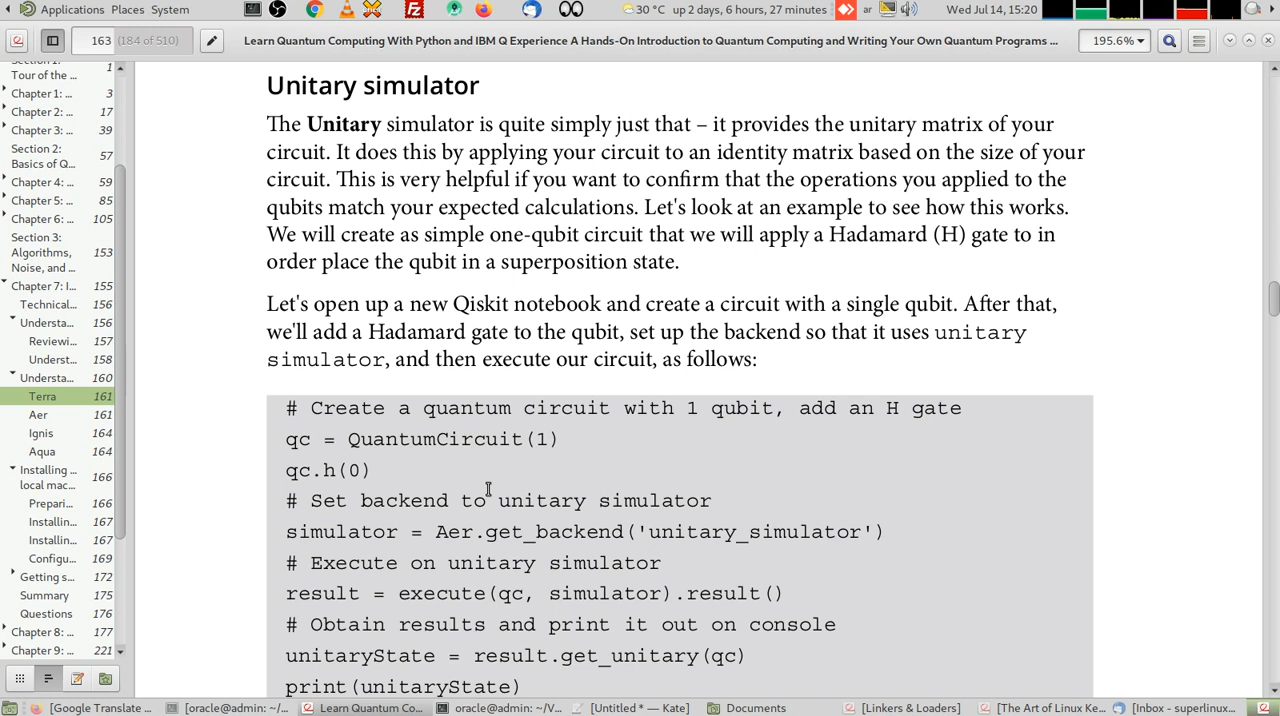 Applications Places System
30 °C up 2 days, 6 hours, 27 minutes
ar
Wed Jul 14, 15:20
163 (184 of 510)
Learn Quantum Computing With Python and IBM Q Experience A Hands-On Introduction to Quantum Computing and Writing Your Own Quantum Programs ...
195.6%
Tour of the ... 1
Chapter 1: ... 3
Chapter 2: ... 17
Chapter 3: ... 39
Section 2:
Basics of Q... 57
Chapter 4: ... 59
Chapter 5: ... 85
Chapter 6: ... 105
Section 3:
Algorithms, 153
Noise, and ...
Chapter 7: I... 155
Technical... 156
Understa... 156
Reviewi... 157
Underst... 158
Understa... 160
Terra 161
Aer 161
Ignis 164
Aqua 164
Installing ...
local mac... 166
Prepari... 166
Installin... 167
Installin... 167
Configu... 168
Getting s... 172
Summary 175
Questions 176
Chapter 8: ... 177
Chapter 9: ... 221
Unitary simulator
The Unitary simulator is quite simply just that – it provides the unitary matrix of your
circuit. It does this by applying your circuit to an identity matrix based on the size of your
circuit. This is very helpful if you want to confirm that the operations you applied to the
qubits match your expected calculations. Let's look at an example to see how this works.
We will create as simple one-qubit circuit that we will apply a Hadamard (H) gate to in
order place the qubit in a superposition state.
Let's open up a new Qiskit notebook and create a circuit with a single qubit. After that,
we'll add a Hadamard gate to the qubit, set up the backend so that it uses unitary
simulator, and then execute our circuit, as follows:
# Create a quantum circuit with 1 qubit, add an H gate
qc = QuantumCircuit(1)
qc.h(0)
# Set backend to unitary simulator
simulator = Aer.get_backend('unitary_simulator')
# Execute on unitary simulator
result = execute(qc, simulator).result()
# Obtain results and print it out on console
unitaryState = result.get_unitary(qc)
print(unitaryState)
[Google Translate ... [oracle@admin: ~/... Learn Quantum Co... oracle@admin: ~/V... [Untitled * — Kate] Documents [Linkers & Loaders] [The Art of Linux Ke... [Inbox - superlinux...